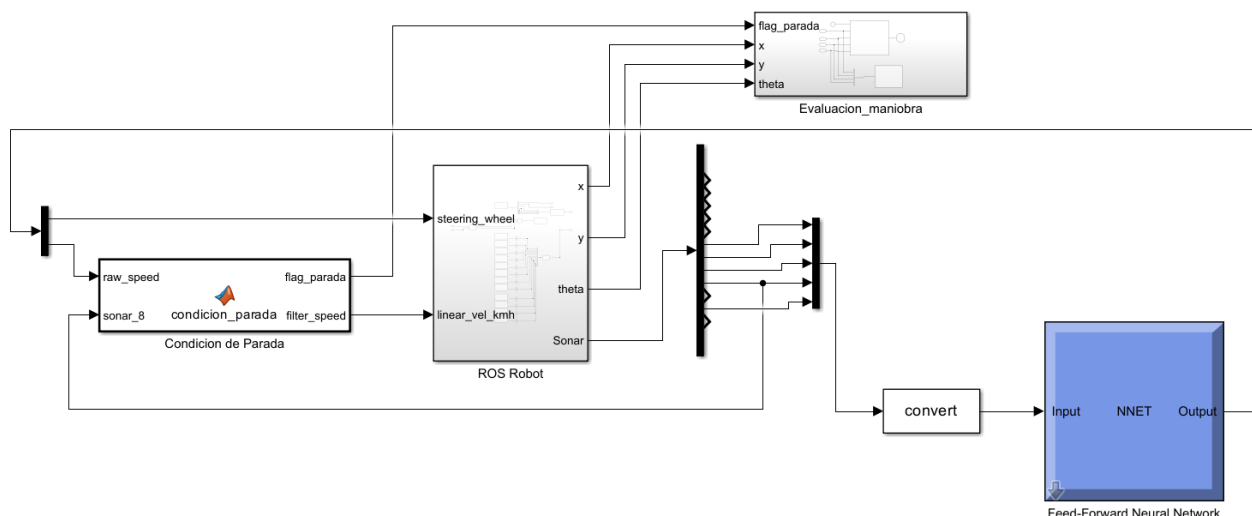 flag_parada
x
y
theta
Evaluacion_maniobra
raw_speed
sonar_8
condicion_parada
flag_parada
filter_speed
Condicion de Parada
steering_wheel
linear_vel_kmh
x
y
theta
Sonar
ROS Robot
convert
Input
NNET
Output
Feed-Forward Neural Network